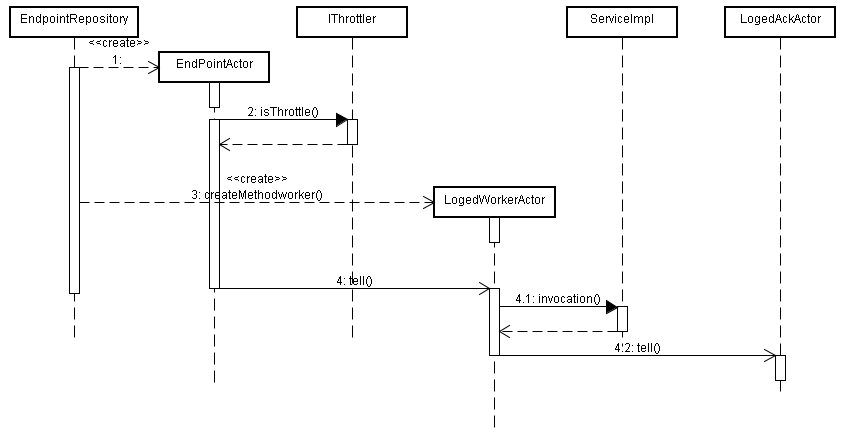 EndpointRepository
IThrottler
ServiceImpl
LogedAckActor
<<create>>
1:
EndPointActor
2: isThrottle()
<<create>>
3: createMethodworker()
LogedWorkerActor
4: tell()
4.1: invocation()
4.2: tell()